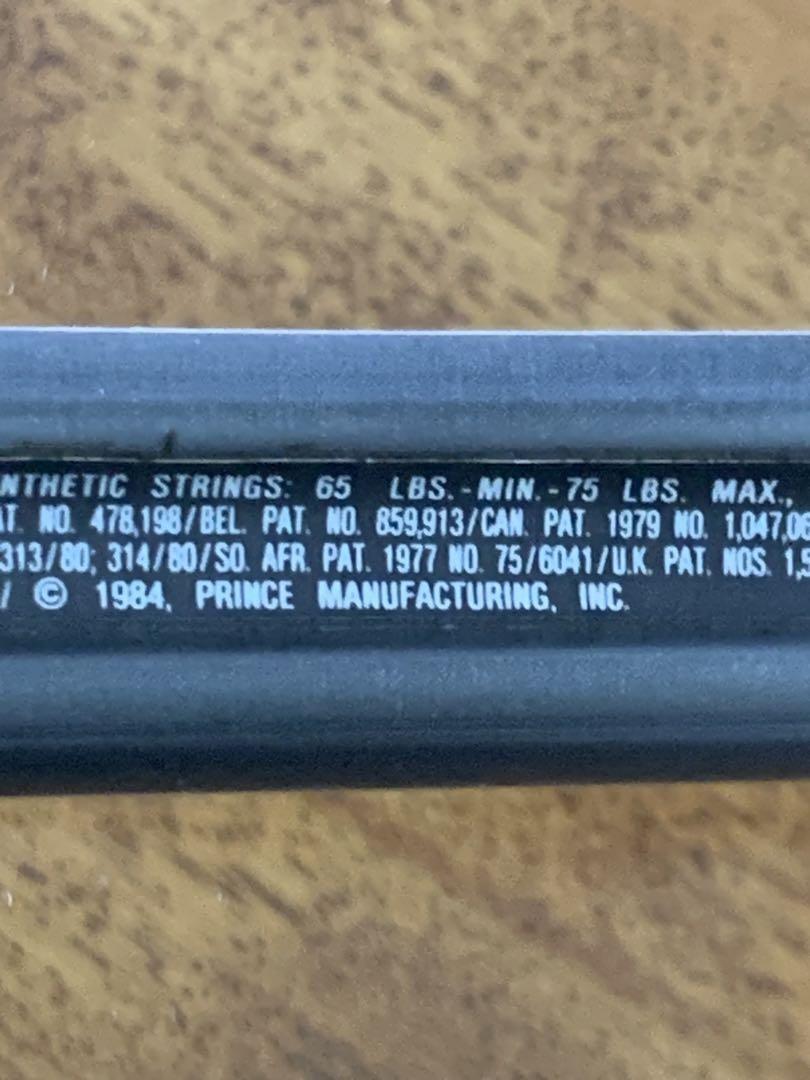 NTHETIC STRINGS: 65 LBS.-MIN.-75 LBS. MAX.,
AT. NO. 478,198/BEL. PAT. NO. 859,913/CAN. PAT. 1979 NO. 1,047,06
313/80; 314/80/SO. AFR. PAT. 1977 NO. 75/6041/U.K. PAT. NOS. 1,5
/ © 1984, PRINCE MANUFACTURING, INC.